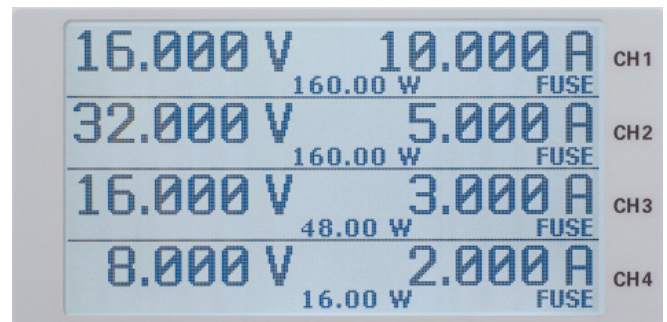 16.000 V 10.000 A CH1
160.00 W FUSE
32.000 V 5.000 A CH2
160.00 W FUSE
16.000 V 3.000 A CH3
48.00 W FUSE
8.000 V 2.000 A CH4
16.00 W FUSE